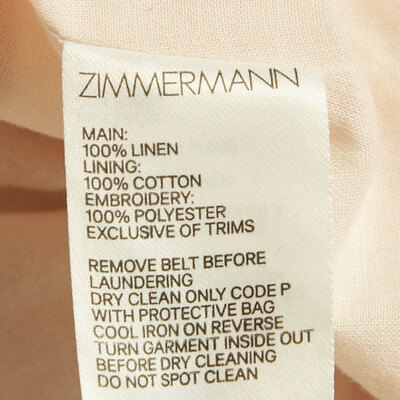 ZIMMERMANN
MAIN:
100% LINEN
LINING:
100% COTTON
EMBROIDERY:
100% POLYESTER
EXCLUSIVE OF TRIMS
REMOVE BELT BEFORE
LAUNDERING
DRY CLEAN ONLY CODE P
WITH PROTECTIVE BAG
COOL IRON ON REVERSE
TURN GARMENT INSIDE OUT
BEFORE DRY CLEANING
DO NOT SPOT CLEAN